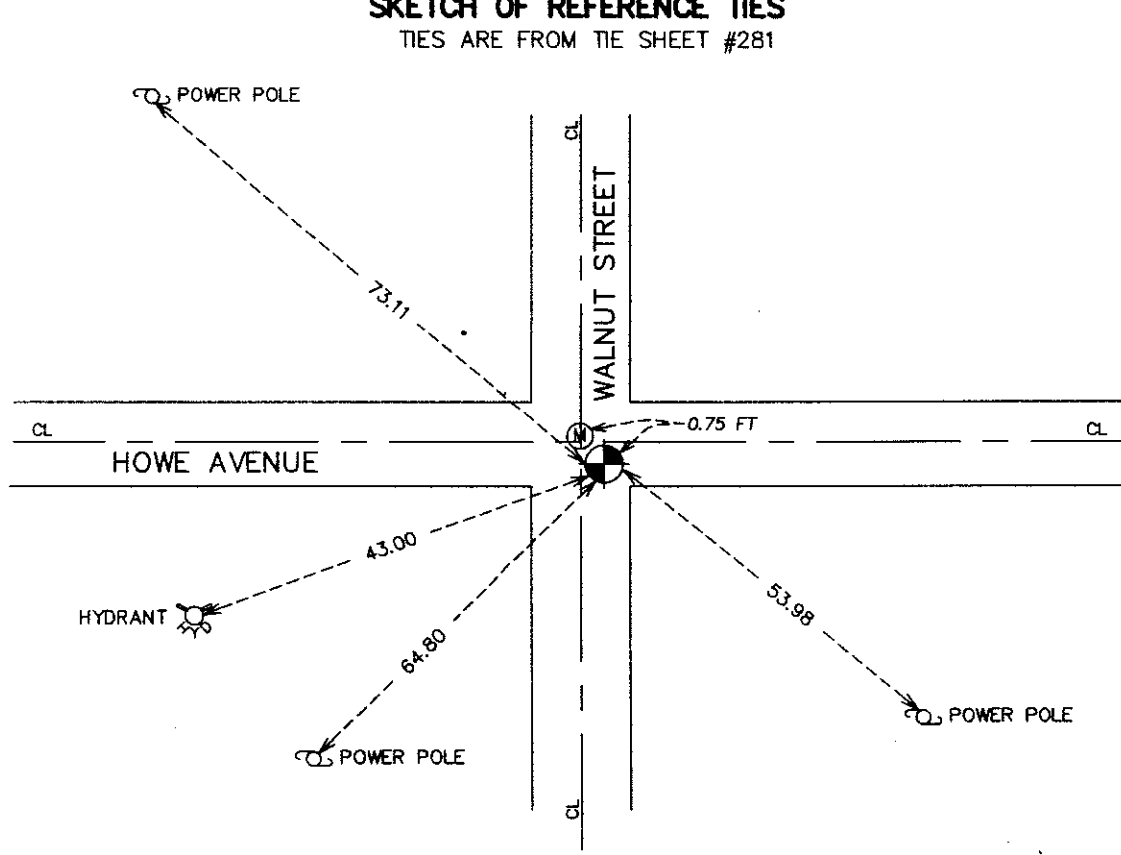 SKETCH OF REFERENCE TIES
TIES ARE FROM TIE SHEET #281
POWER POLE
CL
WALNUT STREET
73.11
M
0.75 FT
CL
CL
HOWE AVENUE
43.00
53.98
HYDRANT
64.80
POWER POLE
POWER POLE
CL